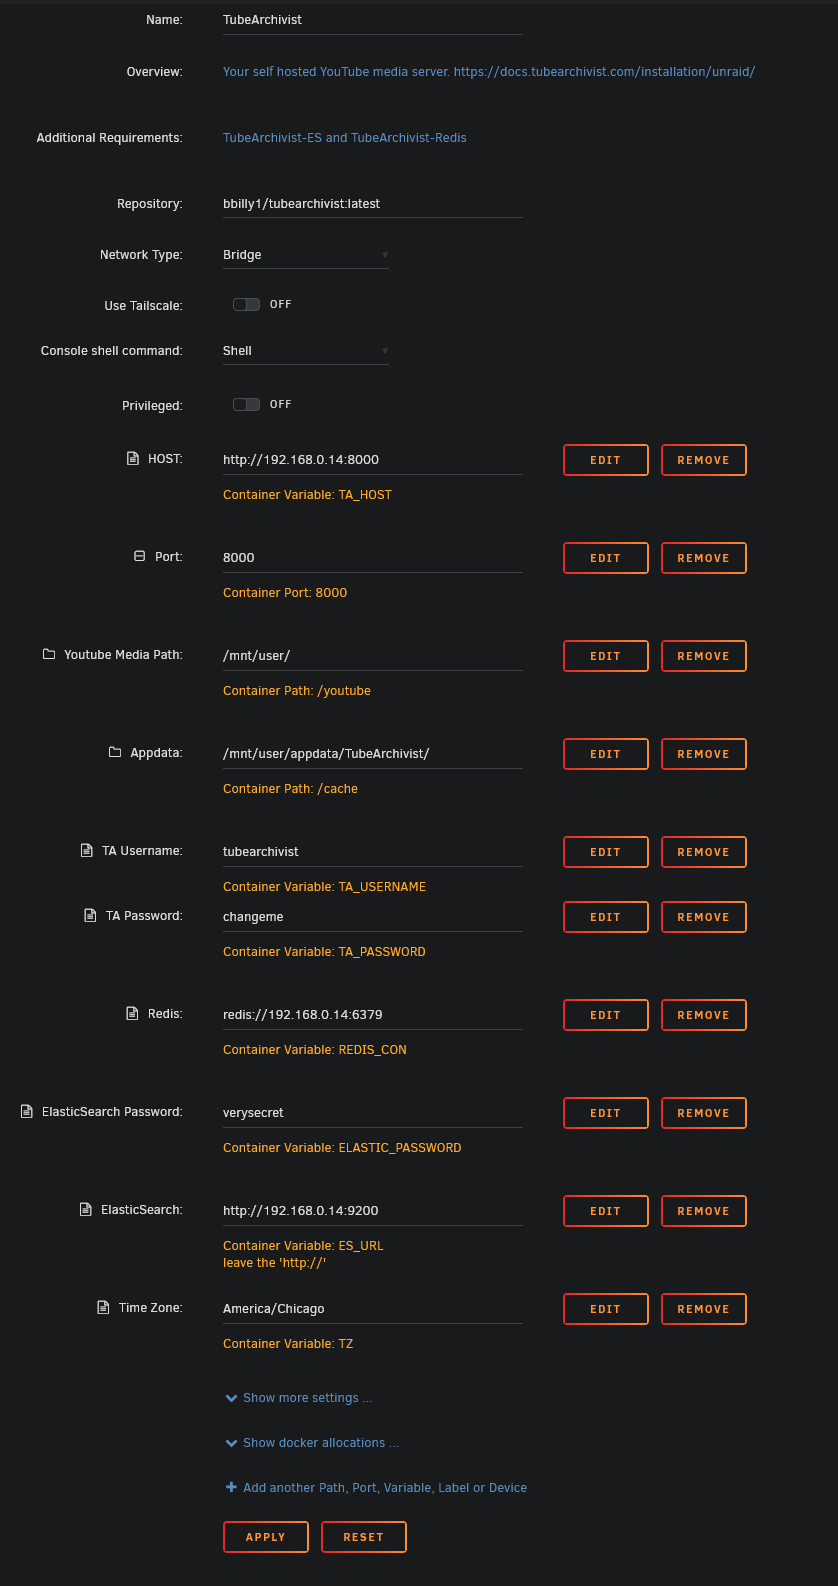 Name: TubeArchivist
Overview: Your self hosted YouTube media server. https://docs.tubearchivist.com/installation/unraid/
Additional Requirements: TubeArchivist-ES and TubeArchivist-Redis
Repository: bbilly1/tubearchivist:latest
Network Type: Bridge
Use Tailscale: OFF
Console shell command: Shell
Privileged: OFF
HOST: http://192.168.0.14:8000 EDIT REMOVE
Container Variable: TA_HOST
Port: 8000 EDIT REMOVE
Container Port: 8000
Youtube Media Path: /mnt/user/ EDIT REMOVE
Container Path: /youtube
Appdata: /mnt/user/appdata/TubeArchivist/ EDIT REMOVE
Container Path: /cache
TA Username: tubearchivist EDIT REMOVE
Container Variable: TA_USERNAME
TA Password: changeme EDIT REMOVE
Container Variable: TA_PASSWORD
Redis: redis://192.168.0.14:6379 EDIT REMOVE
Container Variable: REDIS_CON
ElasticSearch Password: verysecret EDIT REMOVE
Container Variable: ELASTIC_PASSWORD
ElasticSearch: http://192.168.0.14:9200 EDIT REMOVE
Container Variable: ES_URL
leave the 'http://'
Time Zone: America/Chicago EDIT REMOVE
Container Variable: TZ
Show more settings ...
Show docker allocations ...
Add another Path, Port, Variable, Label or Device
APPLY RESET